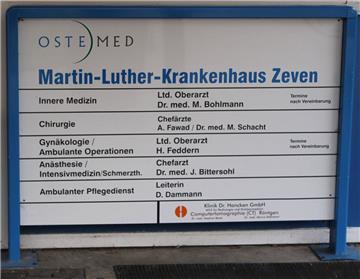 OSTEMED
Martin-Luther-Krankenhaus Zeven
Innere Medizin
Ltd. Oberarzt
Dr. med. M. Bohlmann
Termine
nach Vereinbarung
Chirurgie
Chefärzte
A. Fawad / Dr. med. M. Schacht
Gynäkologie /
Ambulante Operationen
Ltd. Oberarzt
H. Feddern
Termine
nach Vereinbarung
Anästhesie /
Intensivmedizin/Schmerzth.
Chefarzt
Dr. med. J. Bittersohl
Ambulanter Pflegedienst
Leiterin
D. Dammann
Klinik Dr. Hancken GmbH
Computertomographie (CT) Röntgen